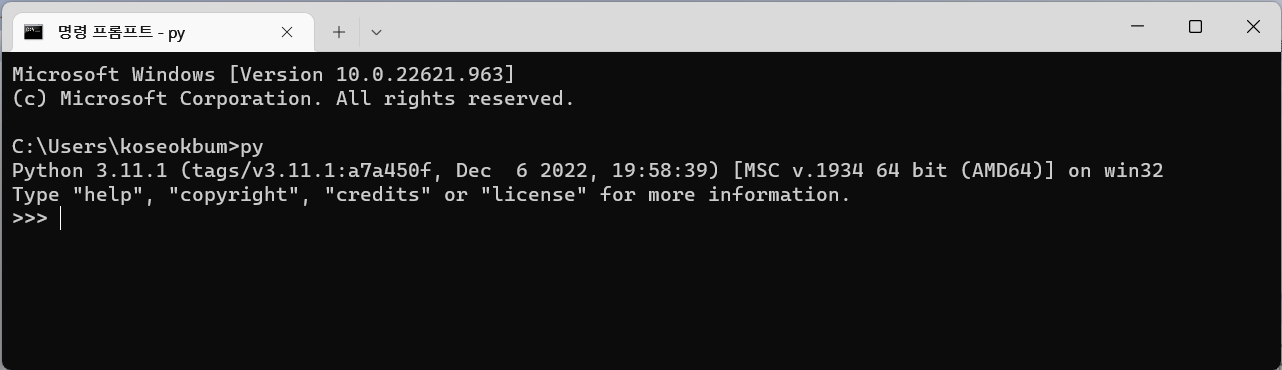 명령 프롬프트 - py
Microsoft Windows [Version 10.0.22621.963]
(c) Microsoft Corporation. All rights reserved.
C:\Users\koseokbum>py
Python 3.11.1 (tags/v3.11.1:a7a450f, Dec  6 2022, 19:58:39) [MSC v.1934 64 bit (AMD64)] on win32
Type "help", "copyright", "credits" or "license" for more information.
>>>